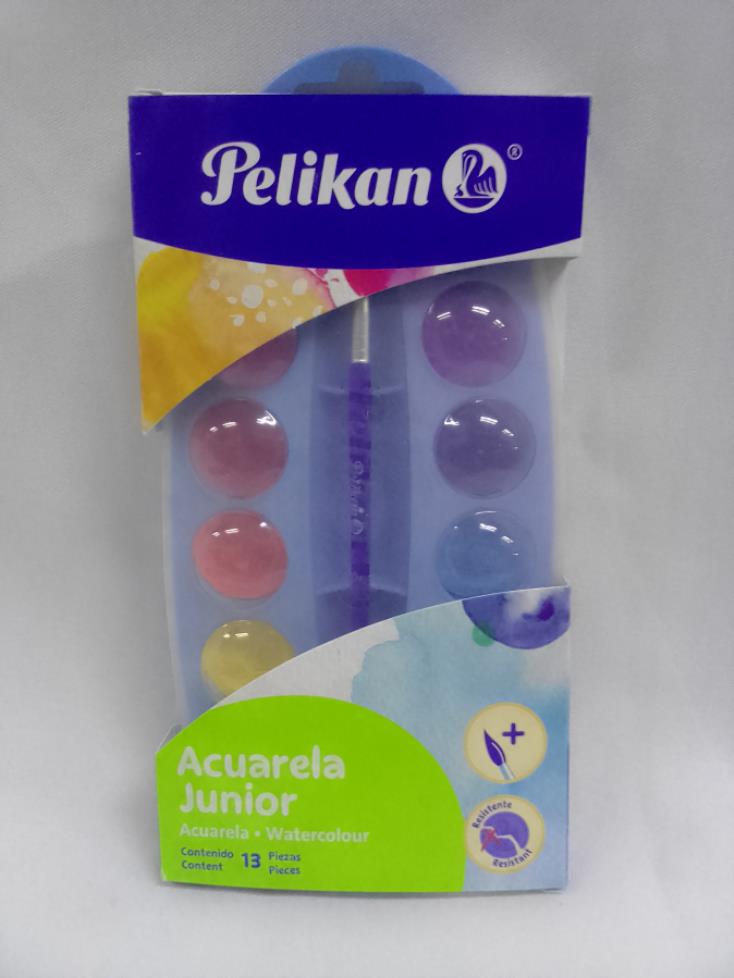 Pelikan ®
Acuarela
Junior
Acuarela • Watercolour
Contenido 13 Piezas
Content Pieces
Resistente
Resistant